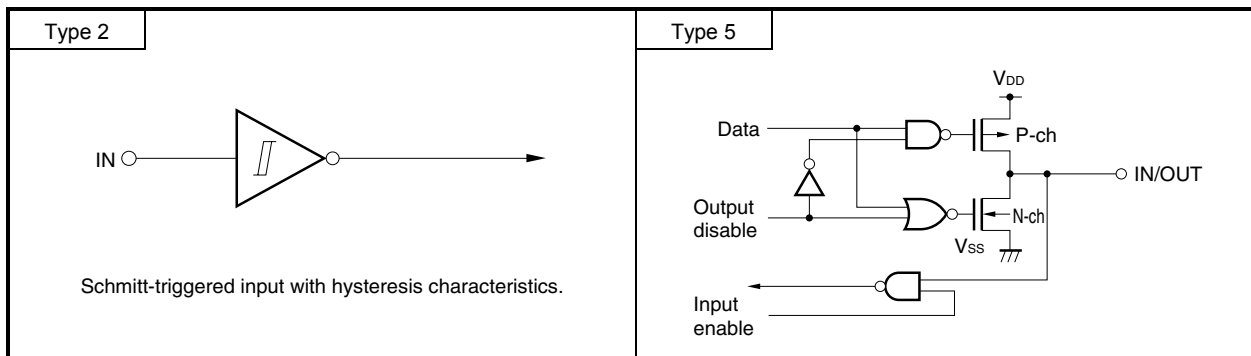 Type 2
IN
Schmitt-triggered input with hysteresis characteristics.
Type 5
VDD
Data
P-ch
IN/OUT
Output
disable
N-ch
VSS
Input
enable